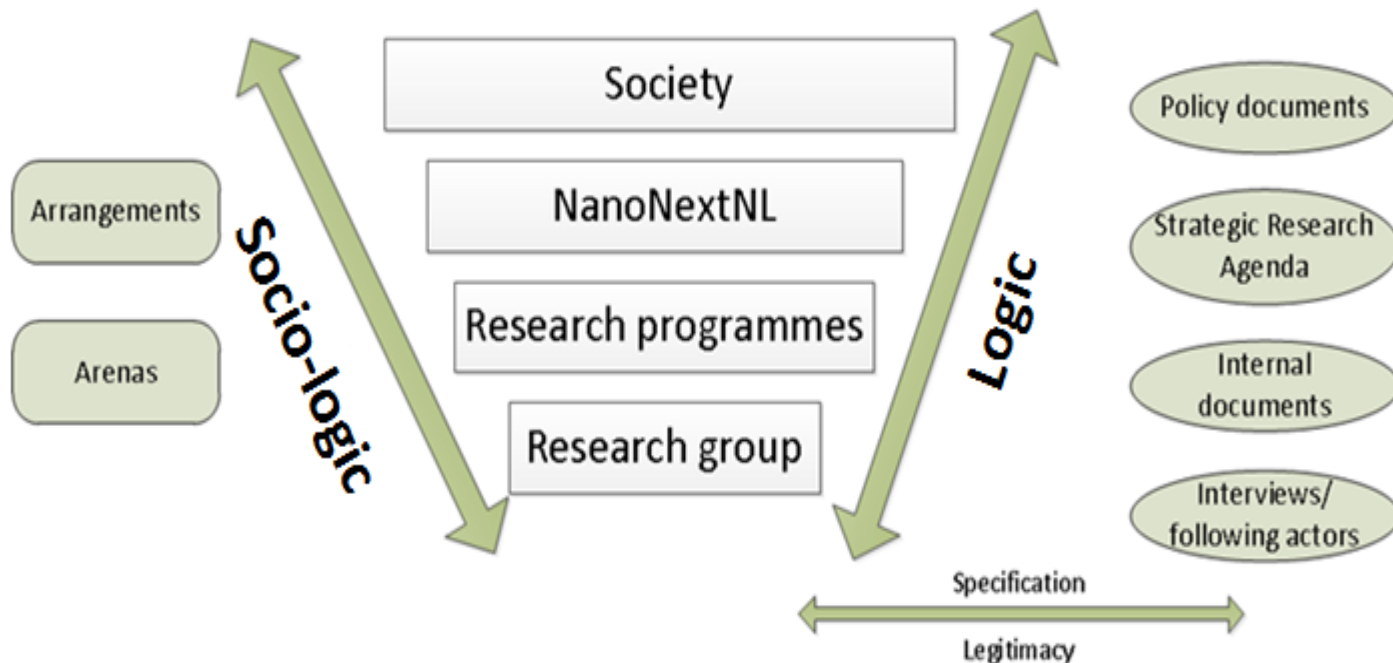 Society
NanoNextNL
Research programmes
Research group
Arrangements
Arenas
Socio-logic
Logic
Policy documents
Strategic Research
Agenda
Internal
documents
Interviews/
following actors
Specification
Legitimacy